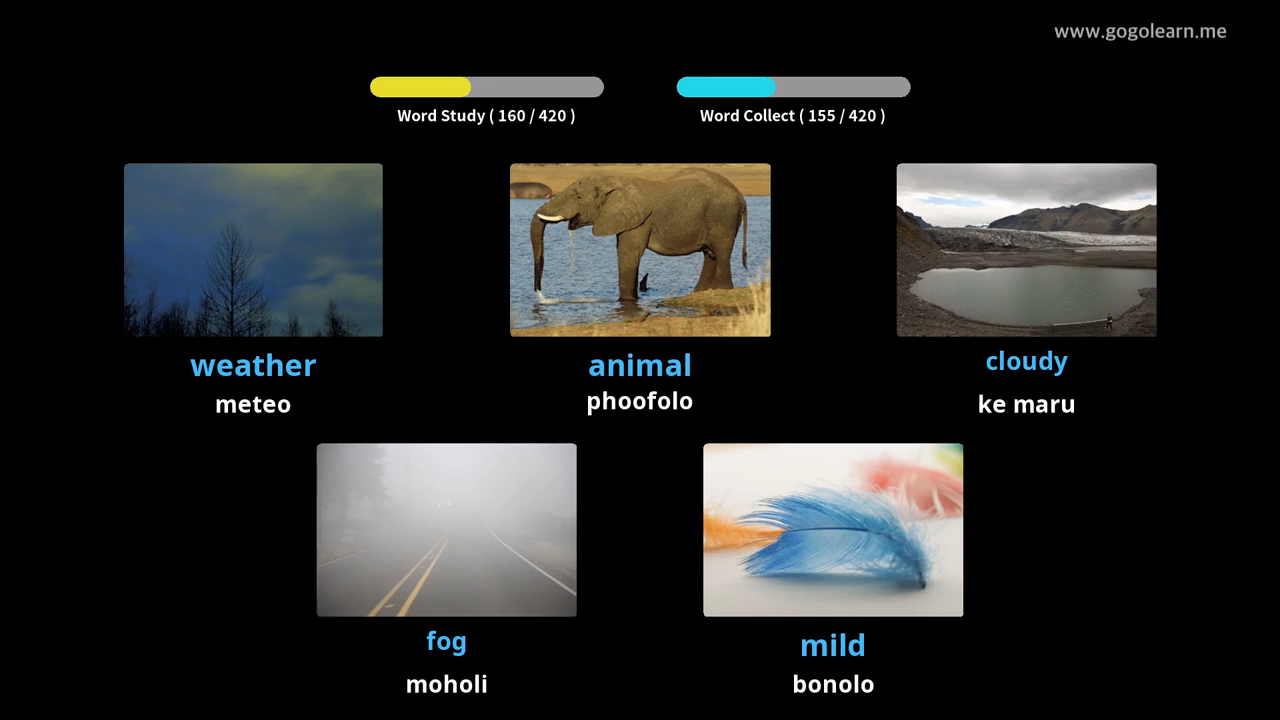 www.gogolearn.me
Word Study ( 160 / 420 )
Word Collect ( 155 / 420 )
weather
meteo
animal
phoofolo
cloudy
ke maru
fog
moholi
mild
bonolo